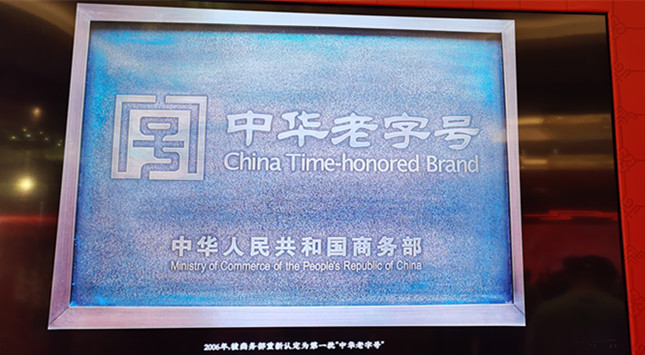 中华老字号
China Time-honored Brand
中华人民共和国商务部
Ministry of Commerce of the People's Republic of China
2006年,被商务部重新认定为第一批"中华老字号"